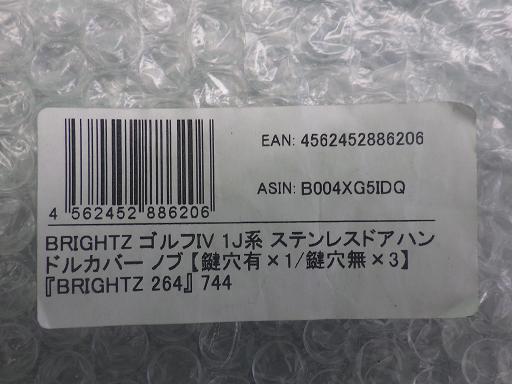 EAN: 4562452886206
ASIN: B004XG5IDQ
4 562452 886206
BRIGHTZ ゴルフIV 1J系 ステンレスドアハン
ドルカバー ノブ【鍵穴有×1/鍵穴無×3】
『BRIGHTZ 264』 744